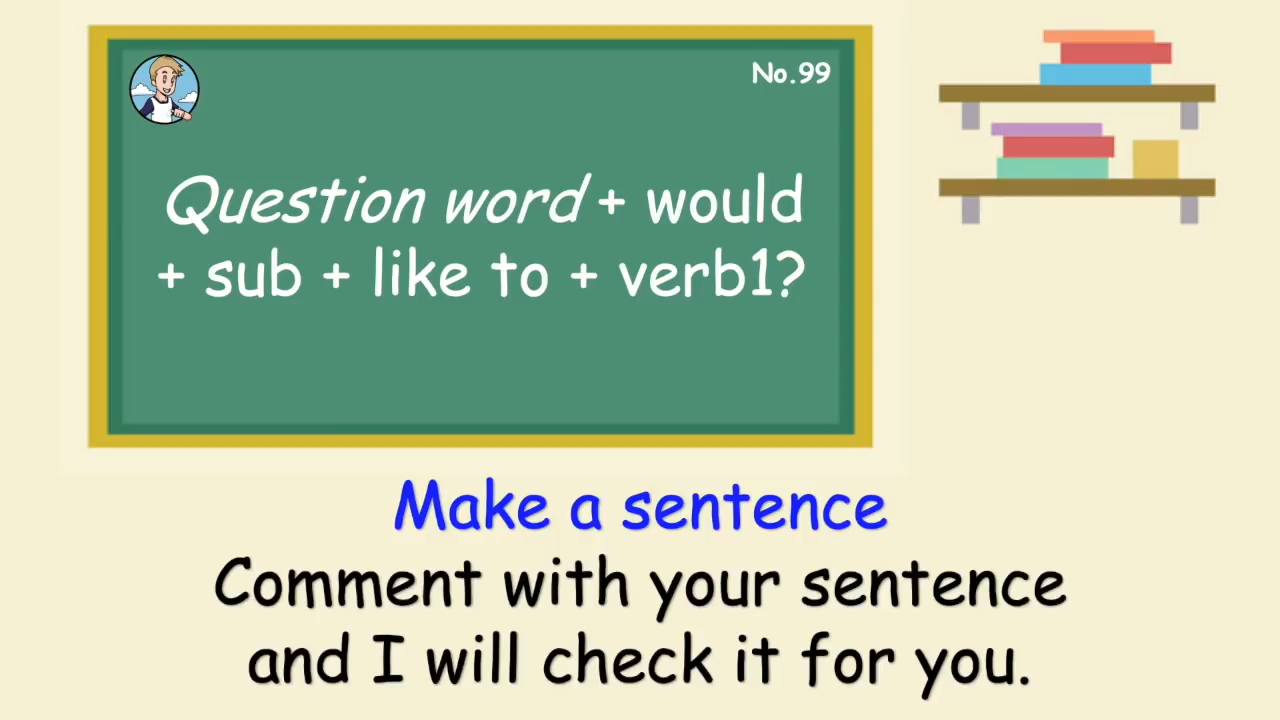 No.99
Question word + would
+ sub + like to + verb1?
Make a sentence
Comment with your sentence
and I will check it for you.